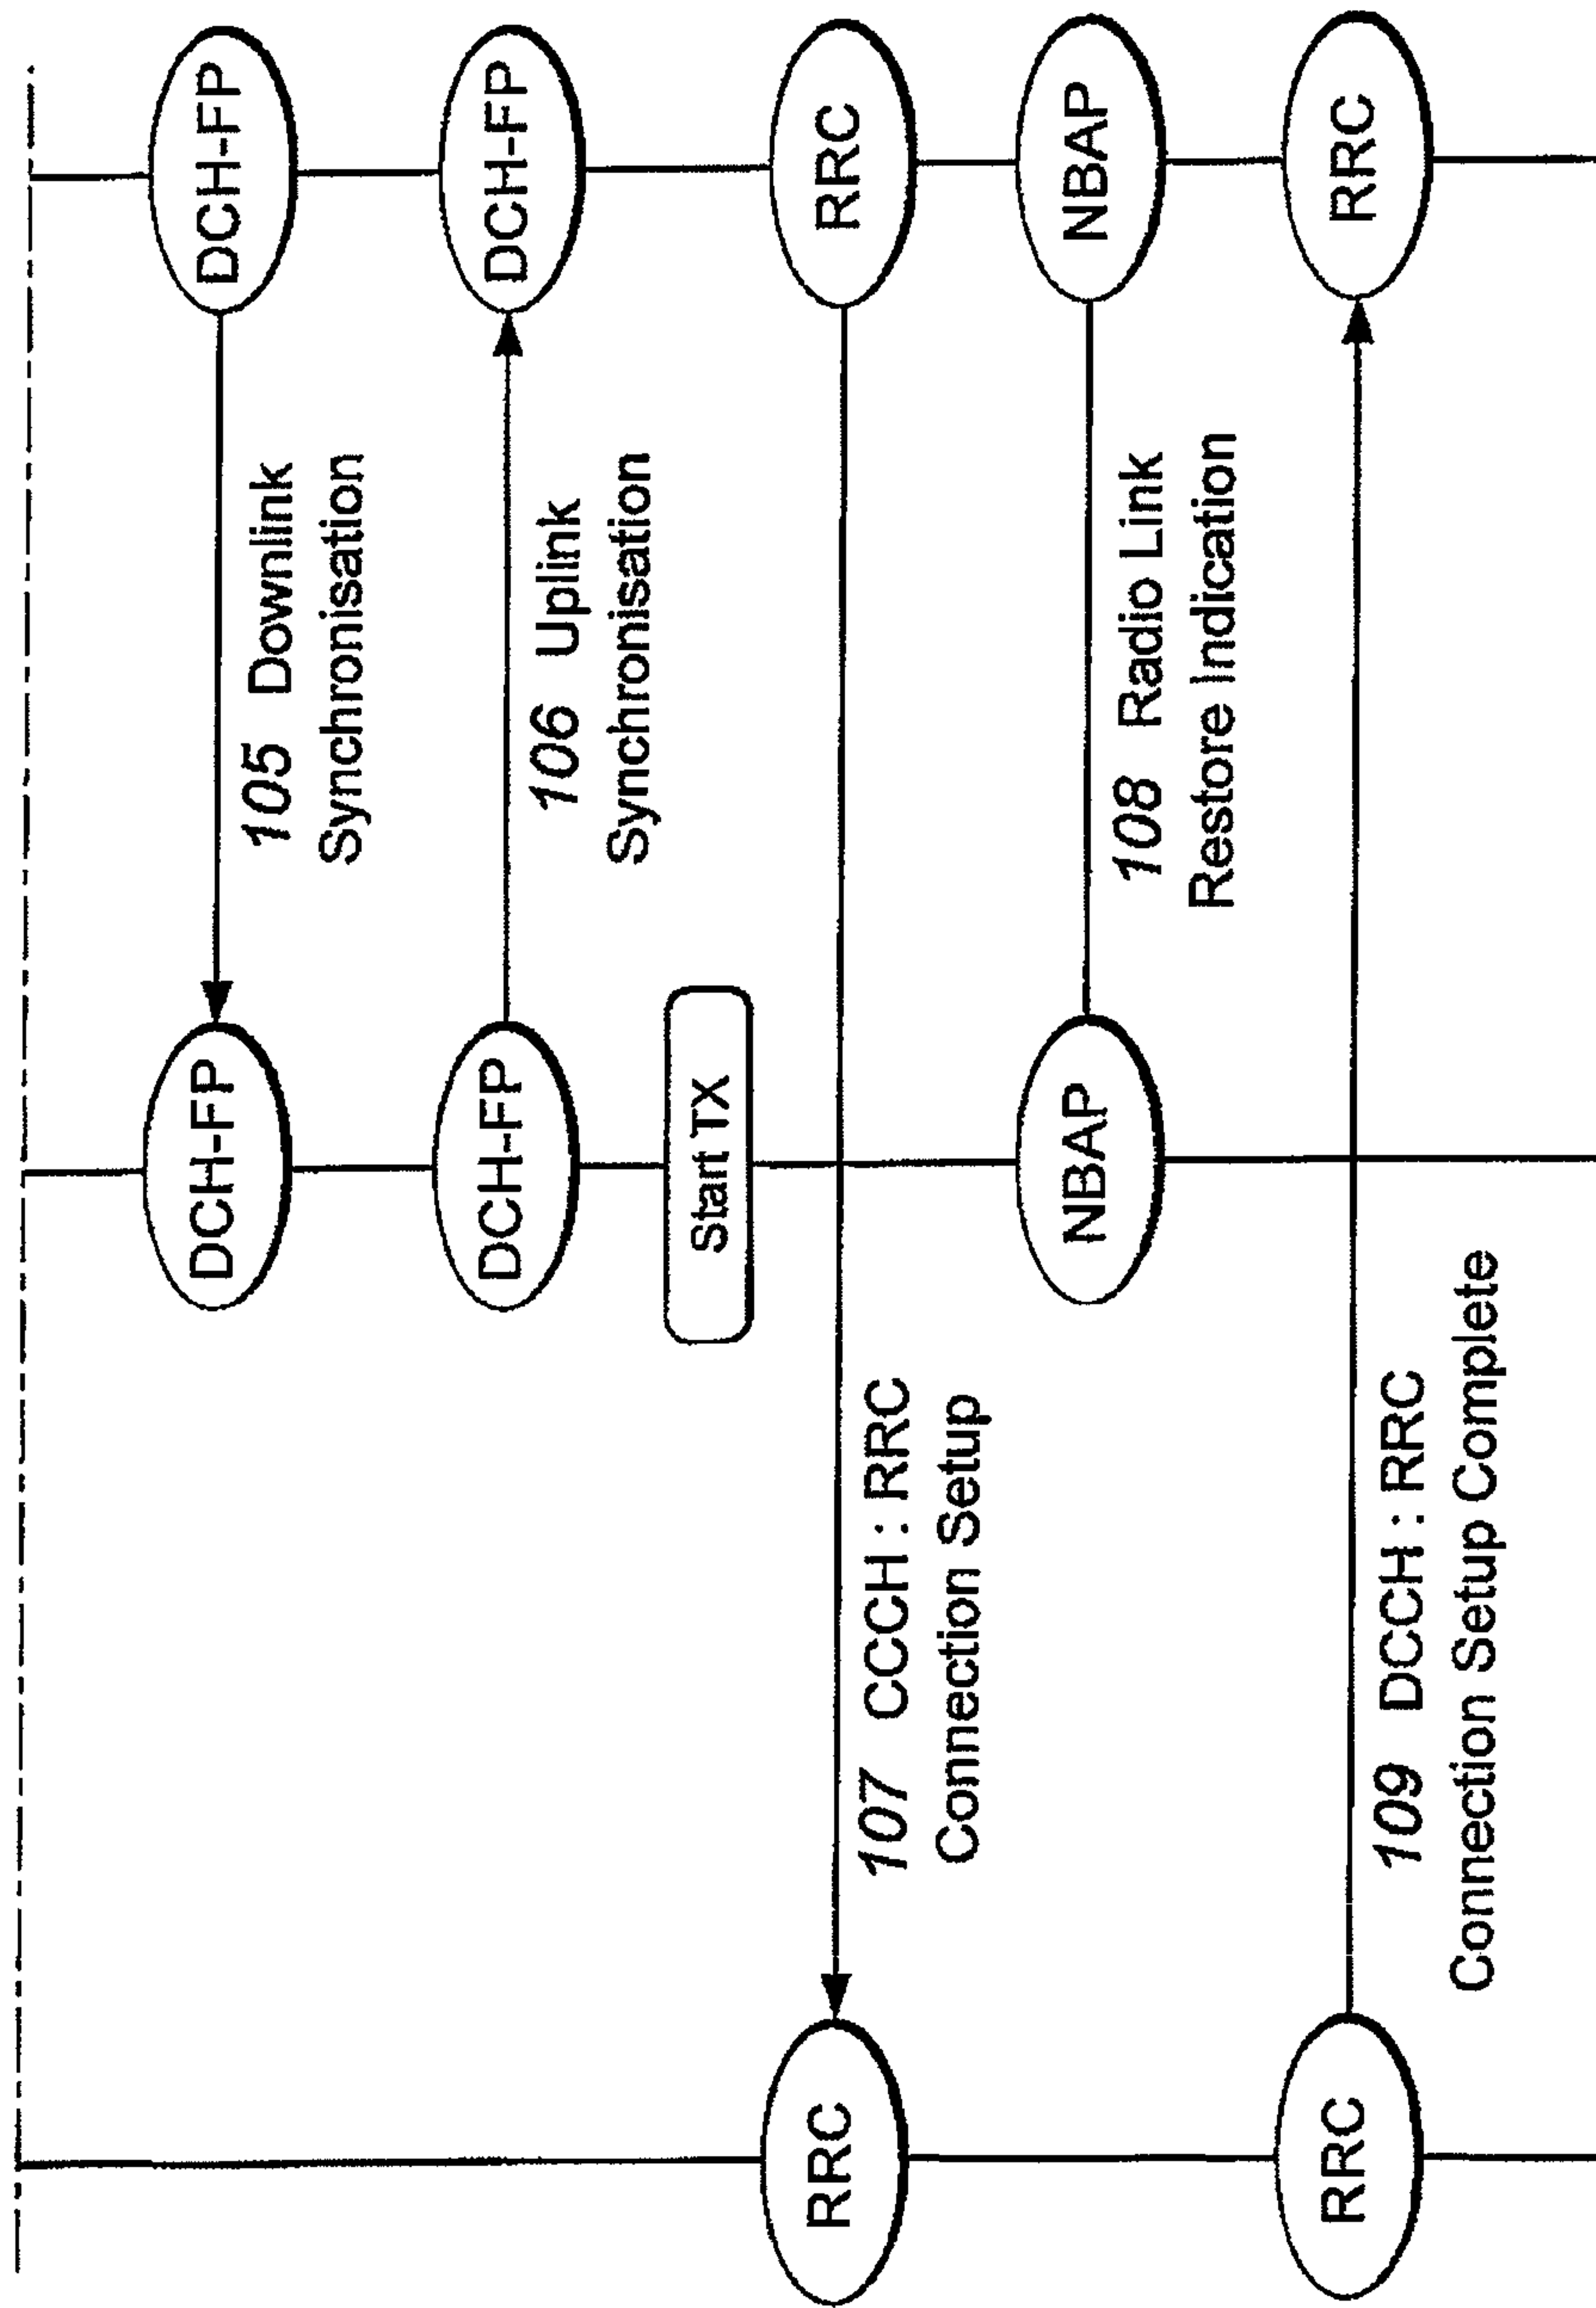 DCH-FP
DCH-FP
105 Downlink
Synchronisation
DCH-FP
DCH-FP
106 Uplink
Synchronisation
Start TX
RRC
RRC
107 CCCH : RRC
Connection Setup
NBAP
NBAP
108 Radio Link
Restore Indication
RRC
RRC
109 DCCH : RRC
Connection Setup Complete